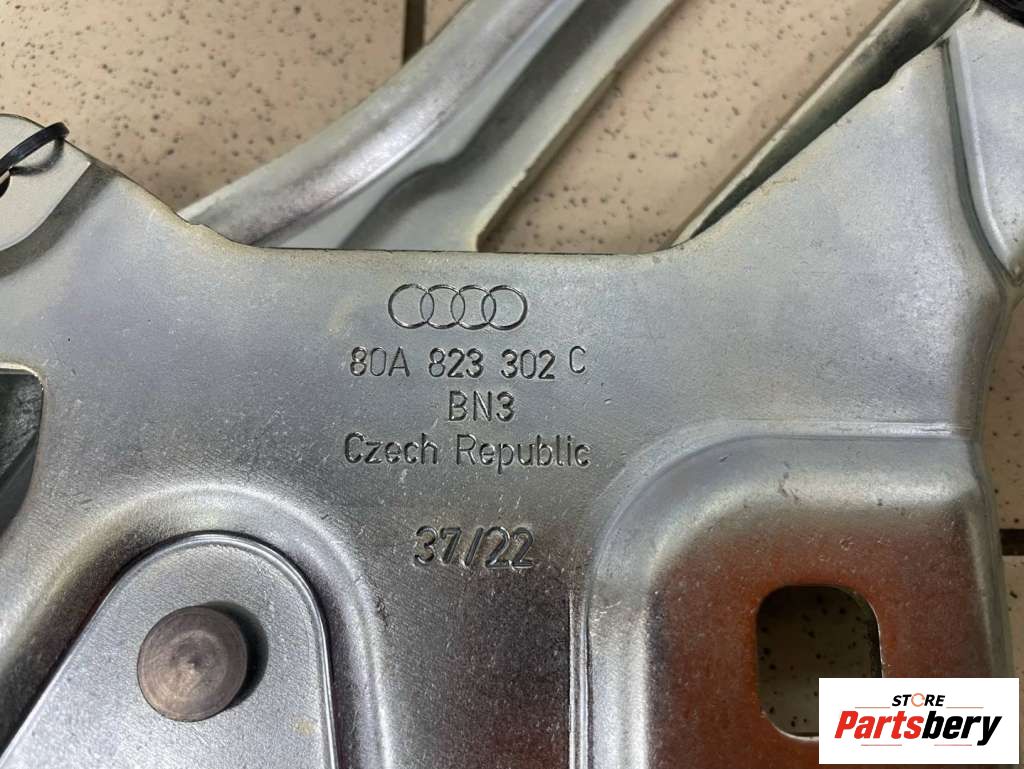 80A 823 302 C
BN3
Czech Republic
37/22
STORE
Partsbery